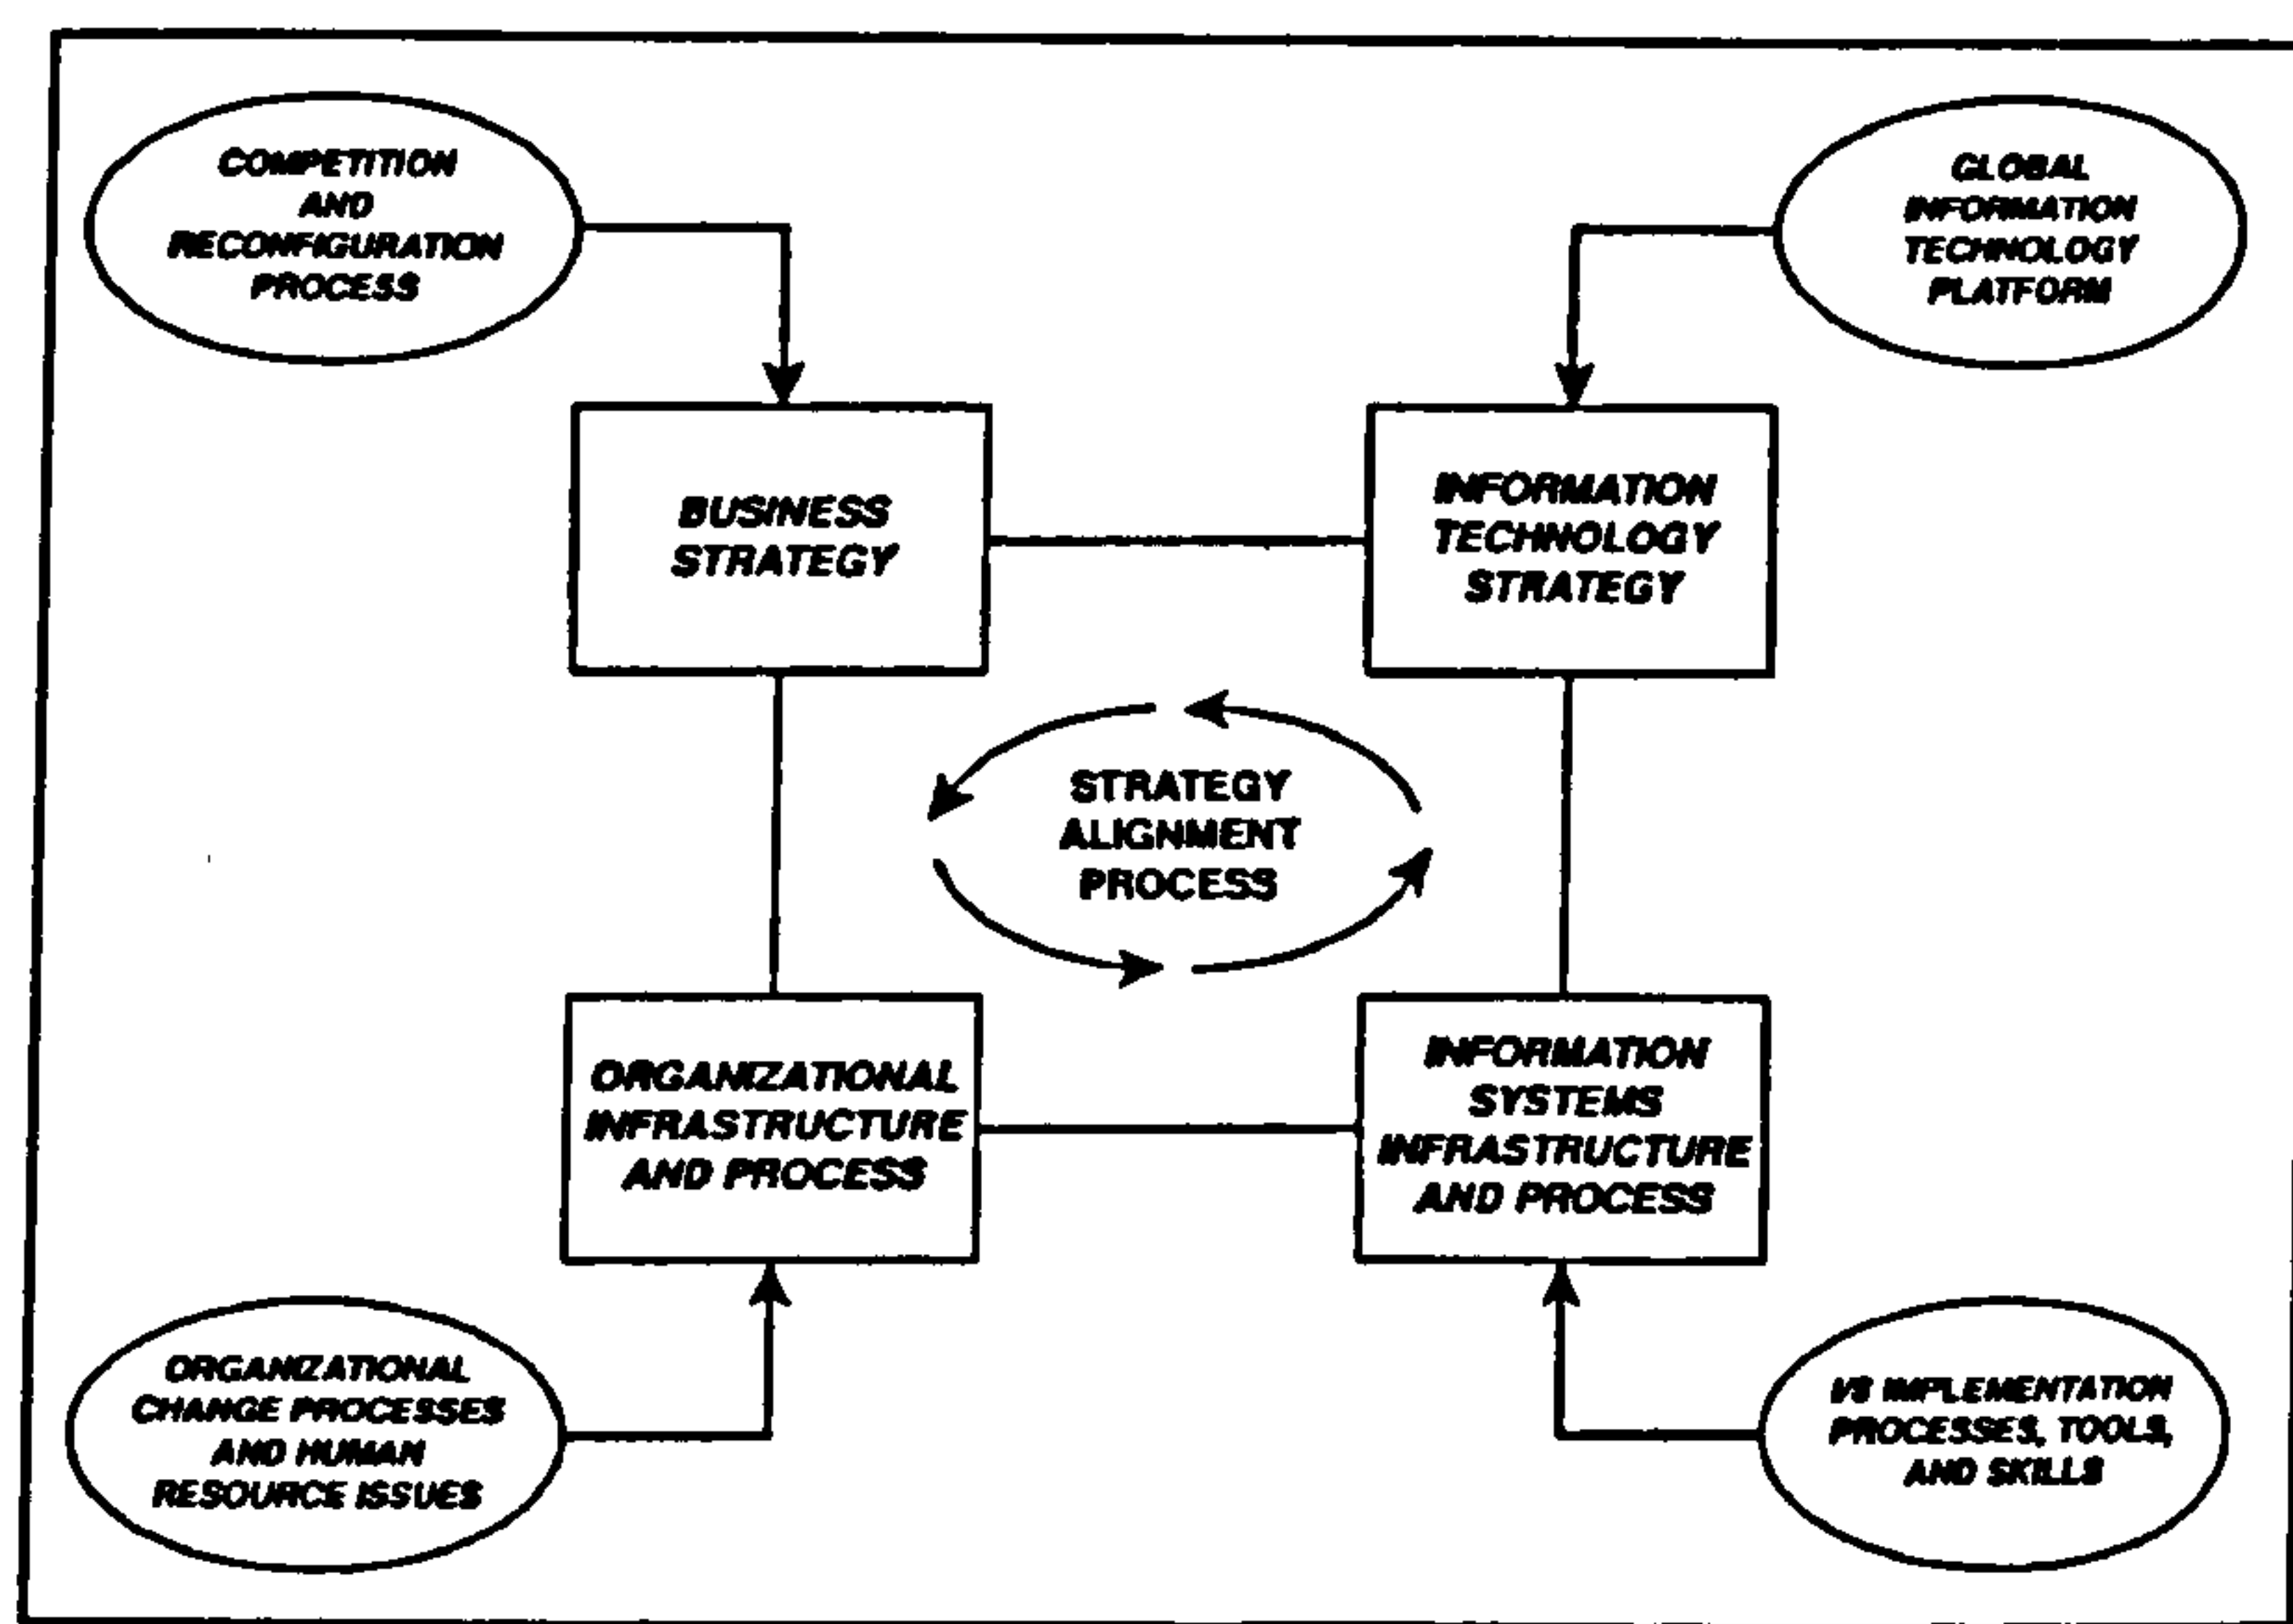 COMPETITION
AND
RECONFIGURATION
PROCESS
GLOBAL
INFORMATION
TECHNOLOGY
PLATFORM
BUSINESS
STRATEGY
INFORMATION
TECHNOLOGY
STRATEGY
STRATEGY
ALIGNMENT
PROCESS
ORGANIZATIONAL
INFRASTRUCTURE
AND PROCESS
INFORMATION
SYSTEMS
INFRASTRUCTURE
AND PROCESS
ORGANIZATIONAL
CHANGE PROCESSES
AND HUMAN
RESOURCE ISSUES
I/S IMPLEMENTATION
PROCESSES, TOOLS,
AND SKILLS